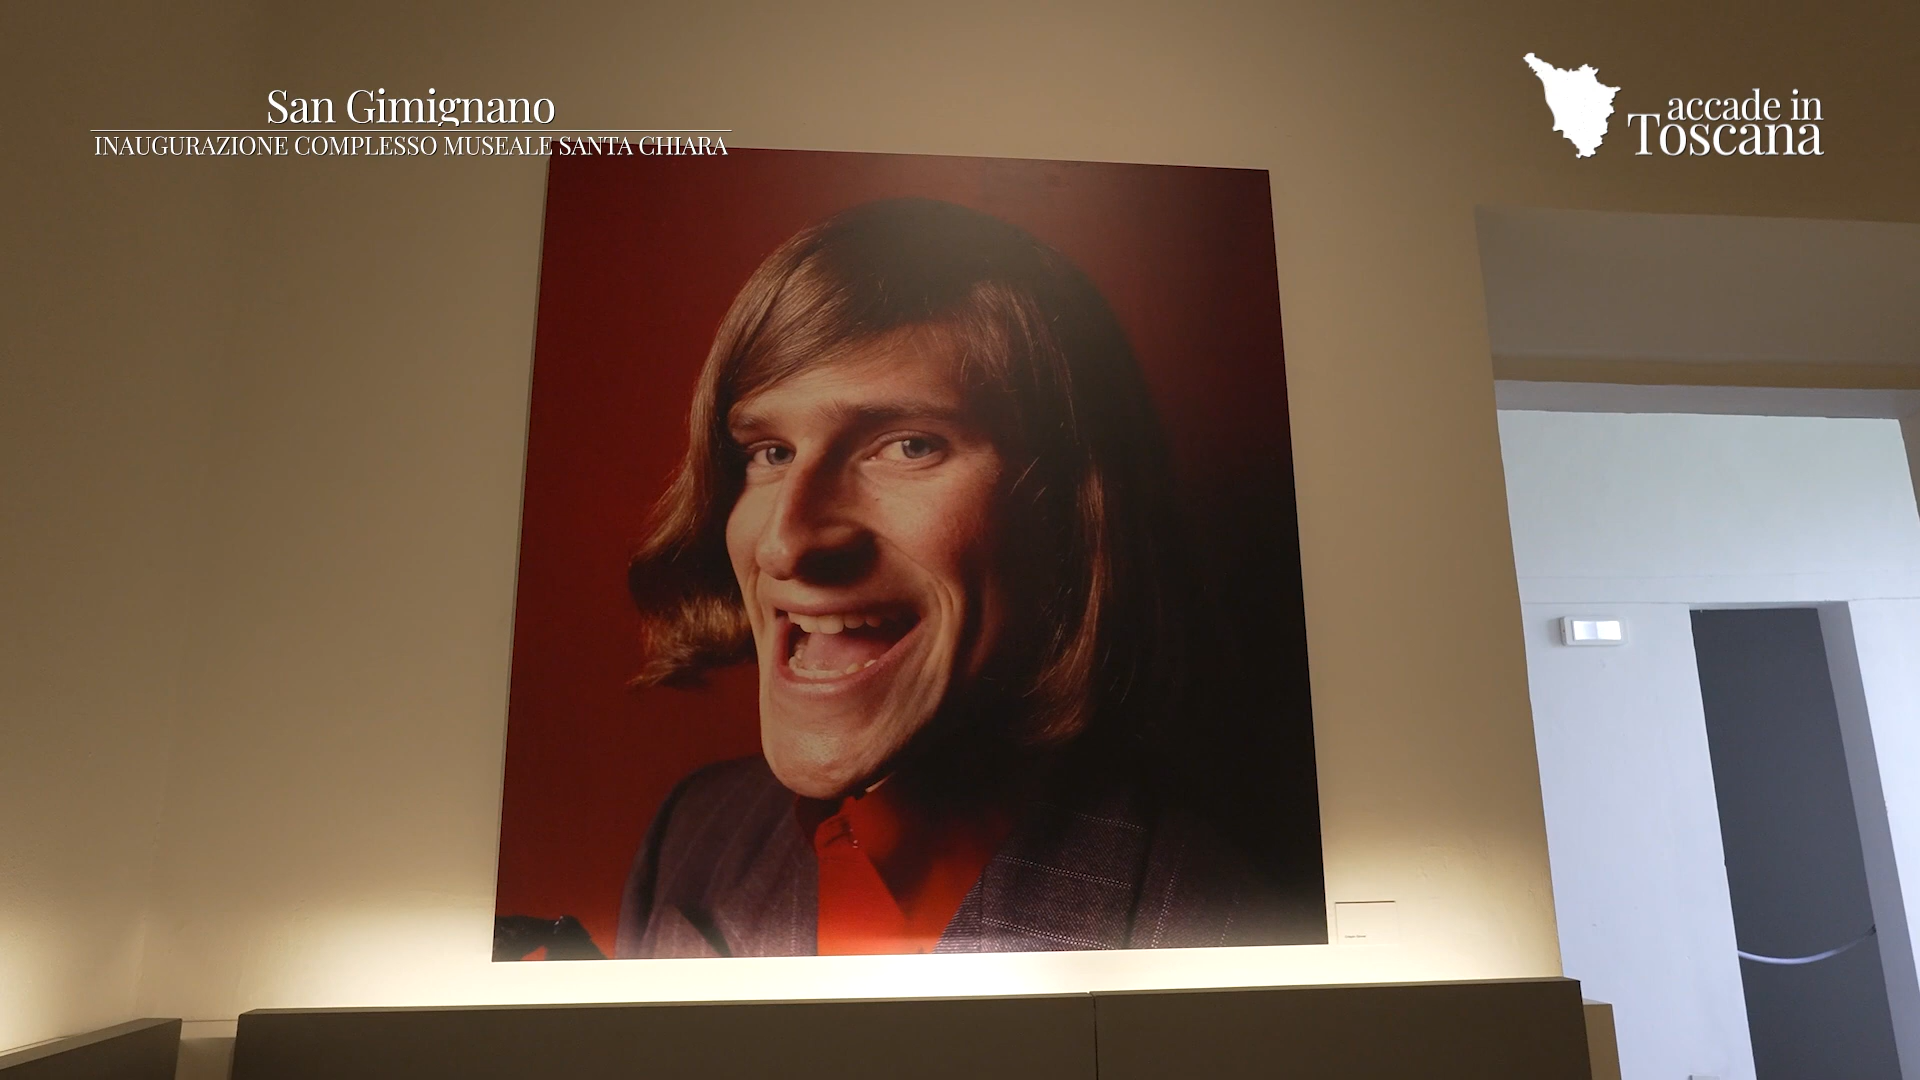 San Gimignano
INAUGURAZIONE COMPLESSO MUSEALE SANTA CHIARA
accade in
Toscana